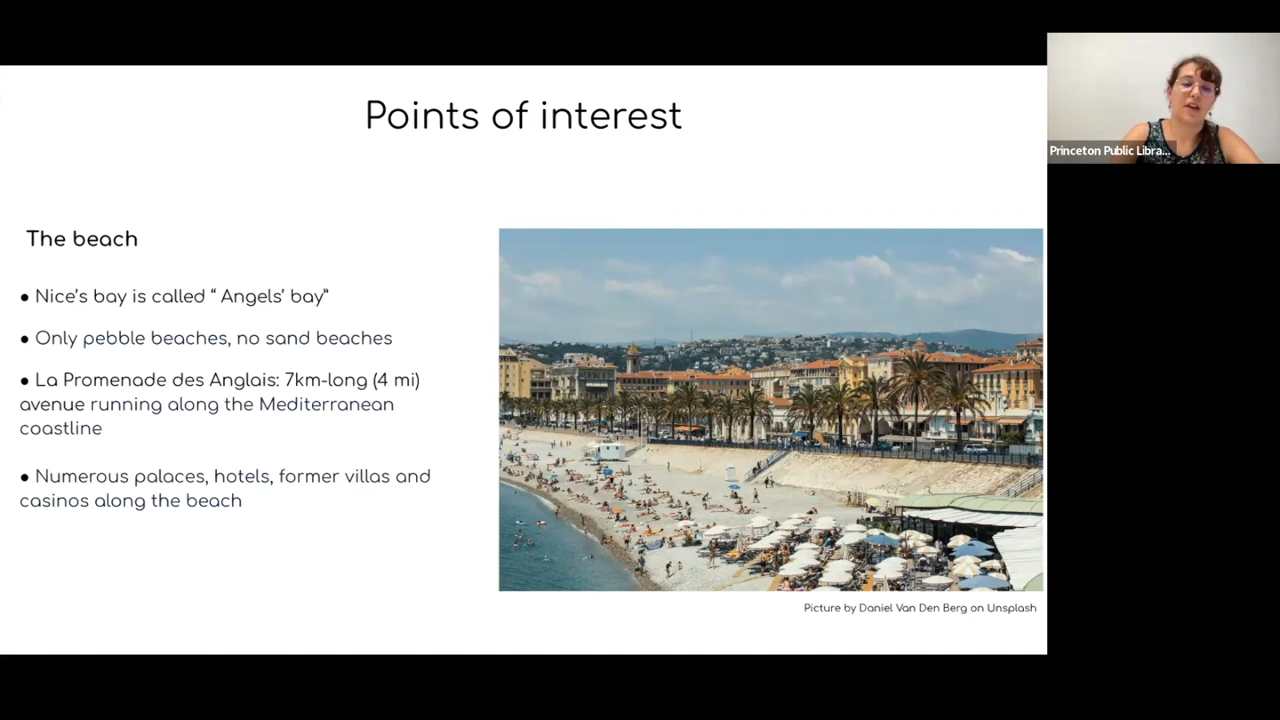 Points of interest
Princeton Public Libra...
The beach
● Nice's bay is called “ Angels' bay”
● Only pebble beaches, no sand beaches
● La Promenade des Anglais: 7km-long (4 mi)
avenue running along the Mediterranean
coastline
● Numerous palaces, hotels, former villas and
casinos along the beach
Picture by Daniel Van Den Berg on Unsplash